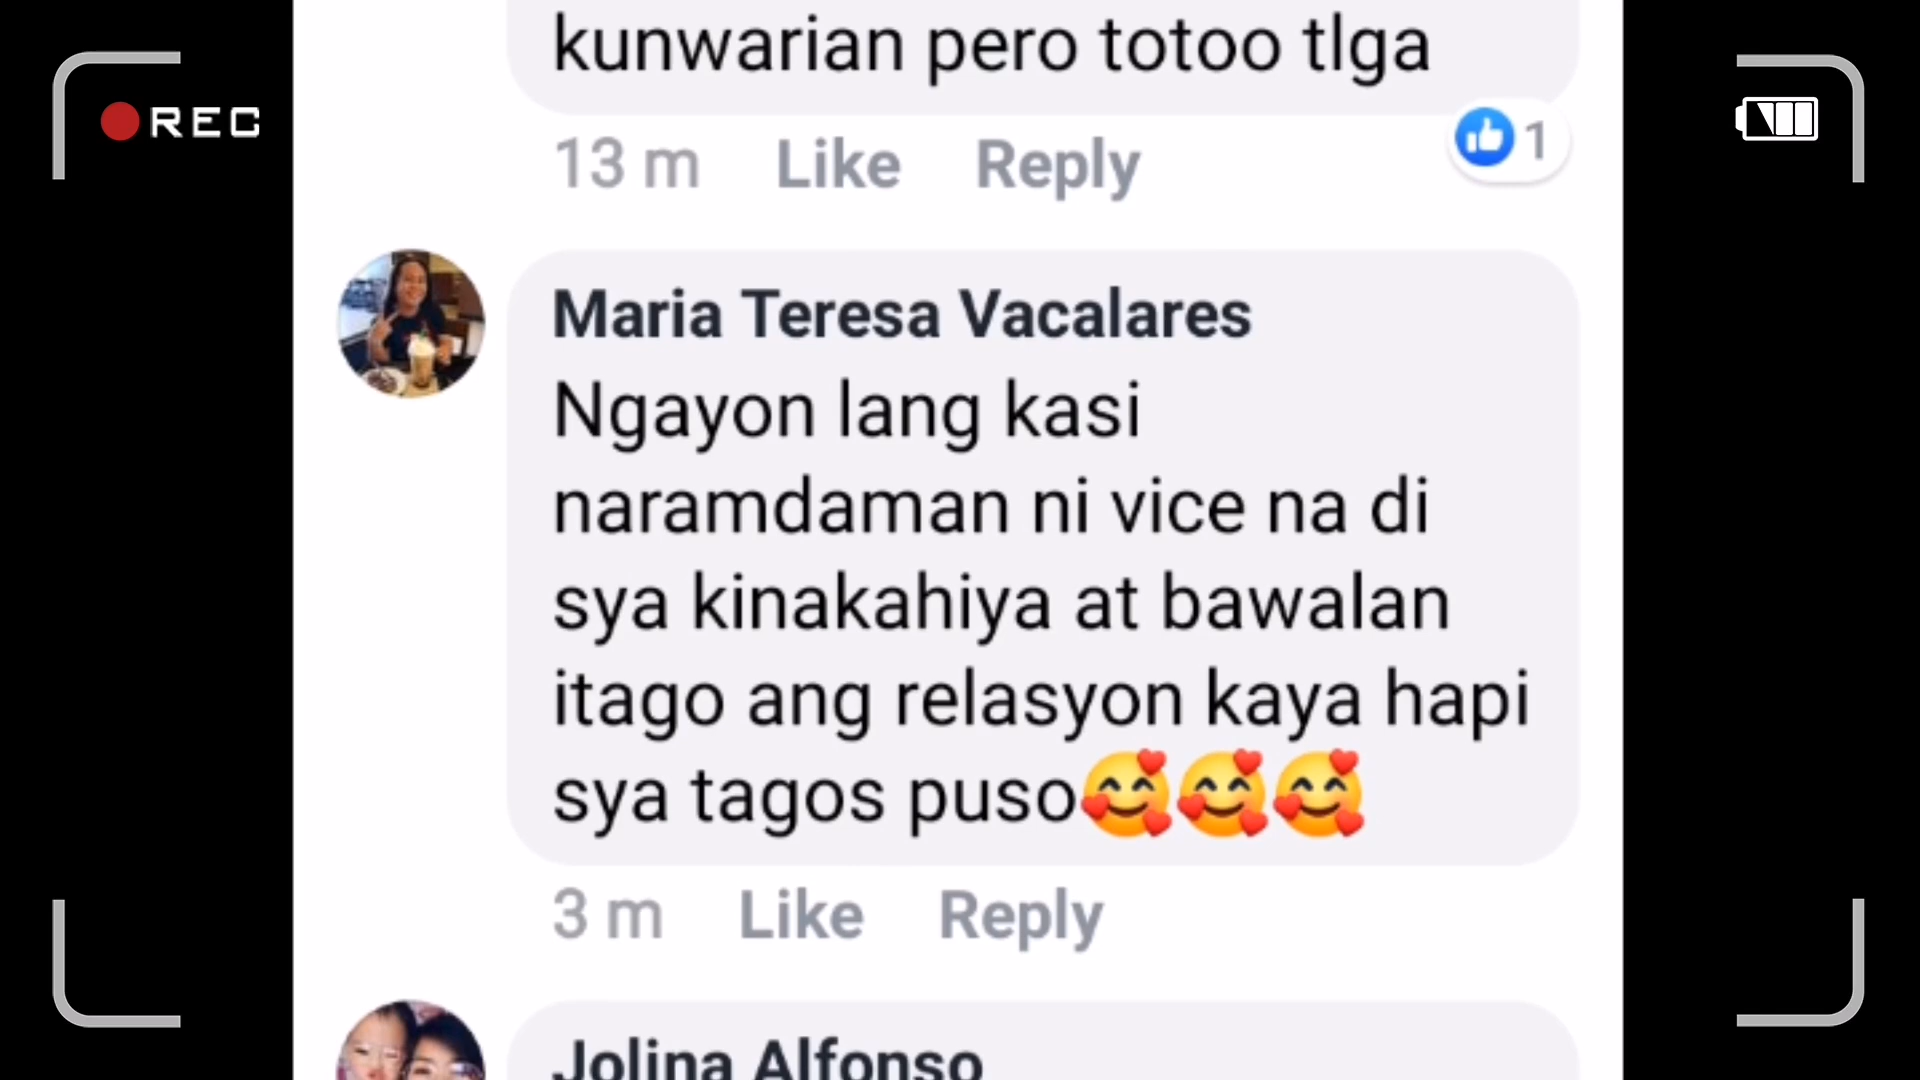 kunwarian pero totoo tlga
REC
13 m Like Reply 1
Maria Teresa Vacalares
Ngayon lang kasi
naramdaman ni vice na di
sya kinakahiya at bawalan
itago ang relasyon kaya hapi
sya tagos puso🥰🥰🥰
3 m Like Reply
Jolina Alfonso